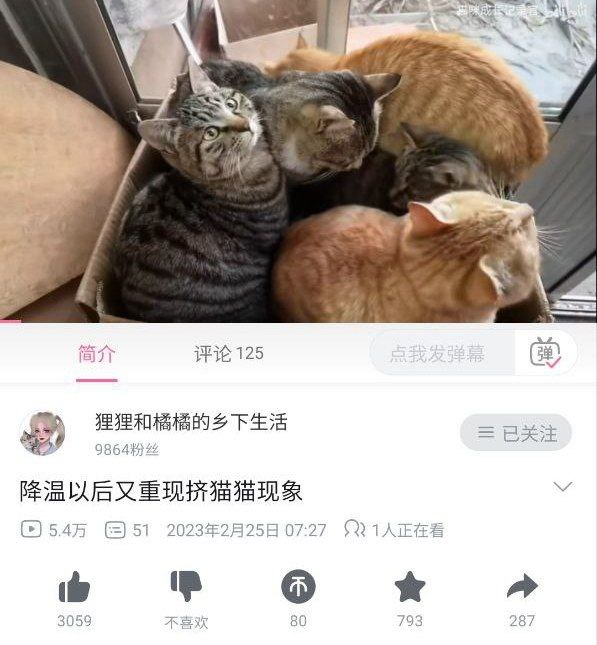 简介
评论 125
点我发弹幕
弹
狸狸和橘橘的乡下生活
9864粉丝
已关注
降温以后又重现挤猫猫现象
5.4万
51
2023年2月25日 07:27
1人正在看
3059
不喜欢
80
793
287